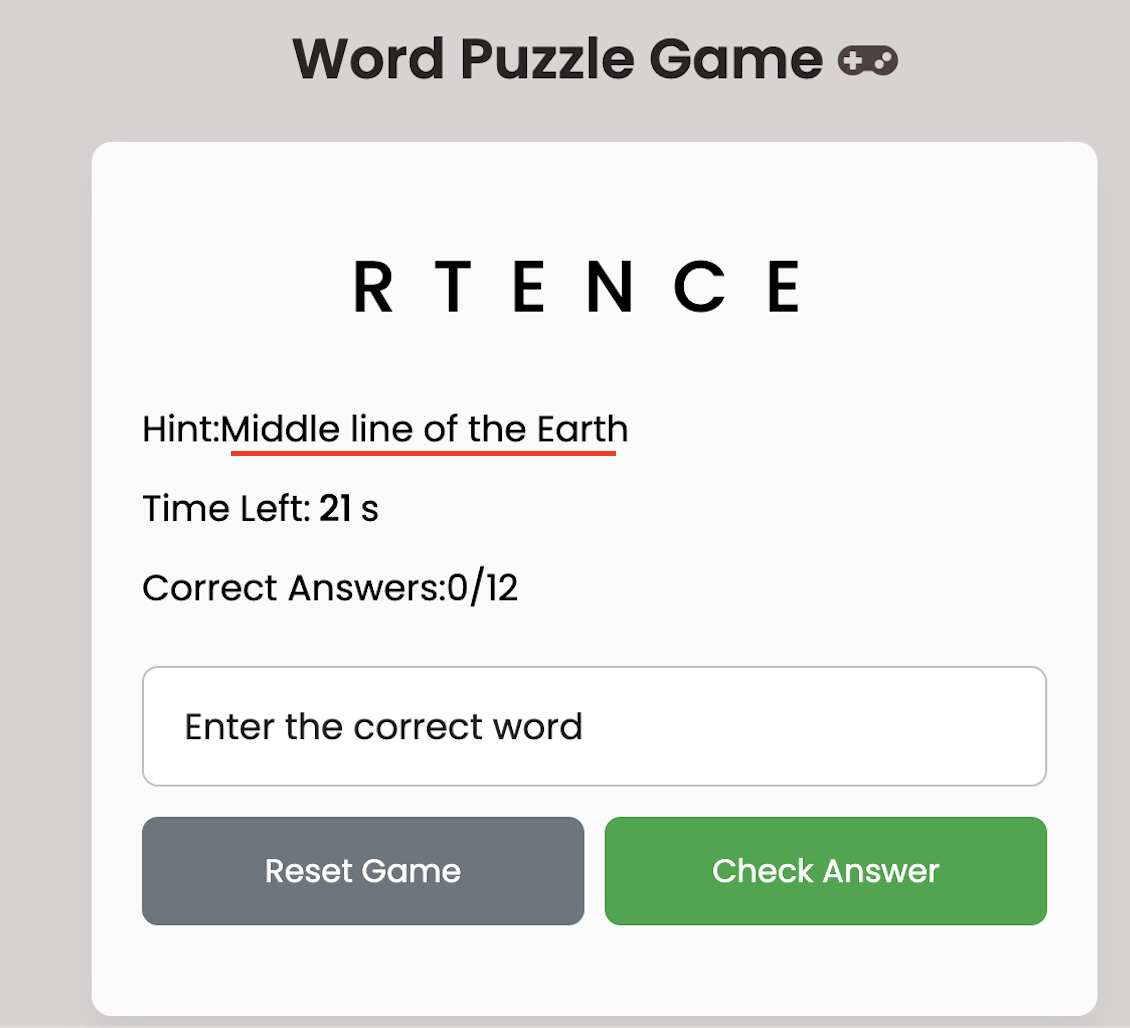 Word Puzzle Game
R T E N C E
Hint:Middle line of the Earth
Time Left: 21 s
Correct Answers:0/12
Enter the correct word
Reset Game
Check Answer